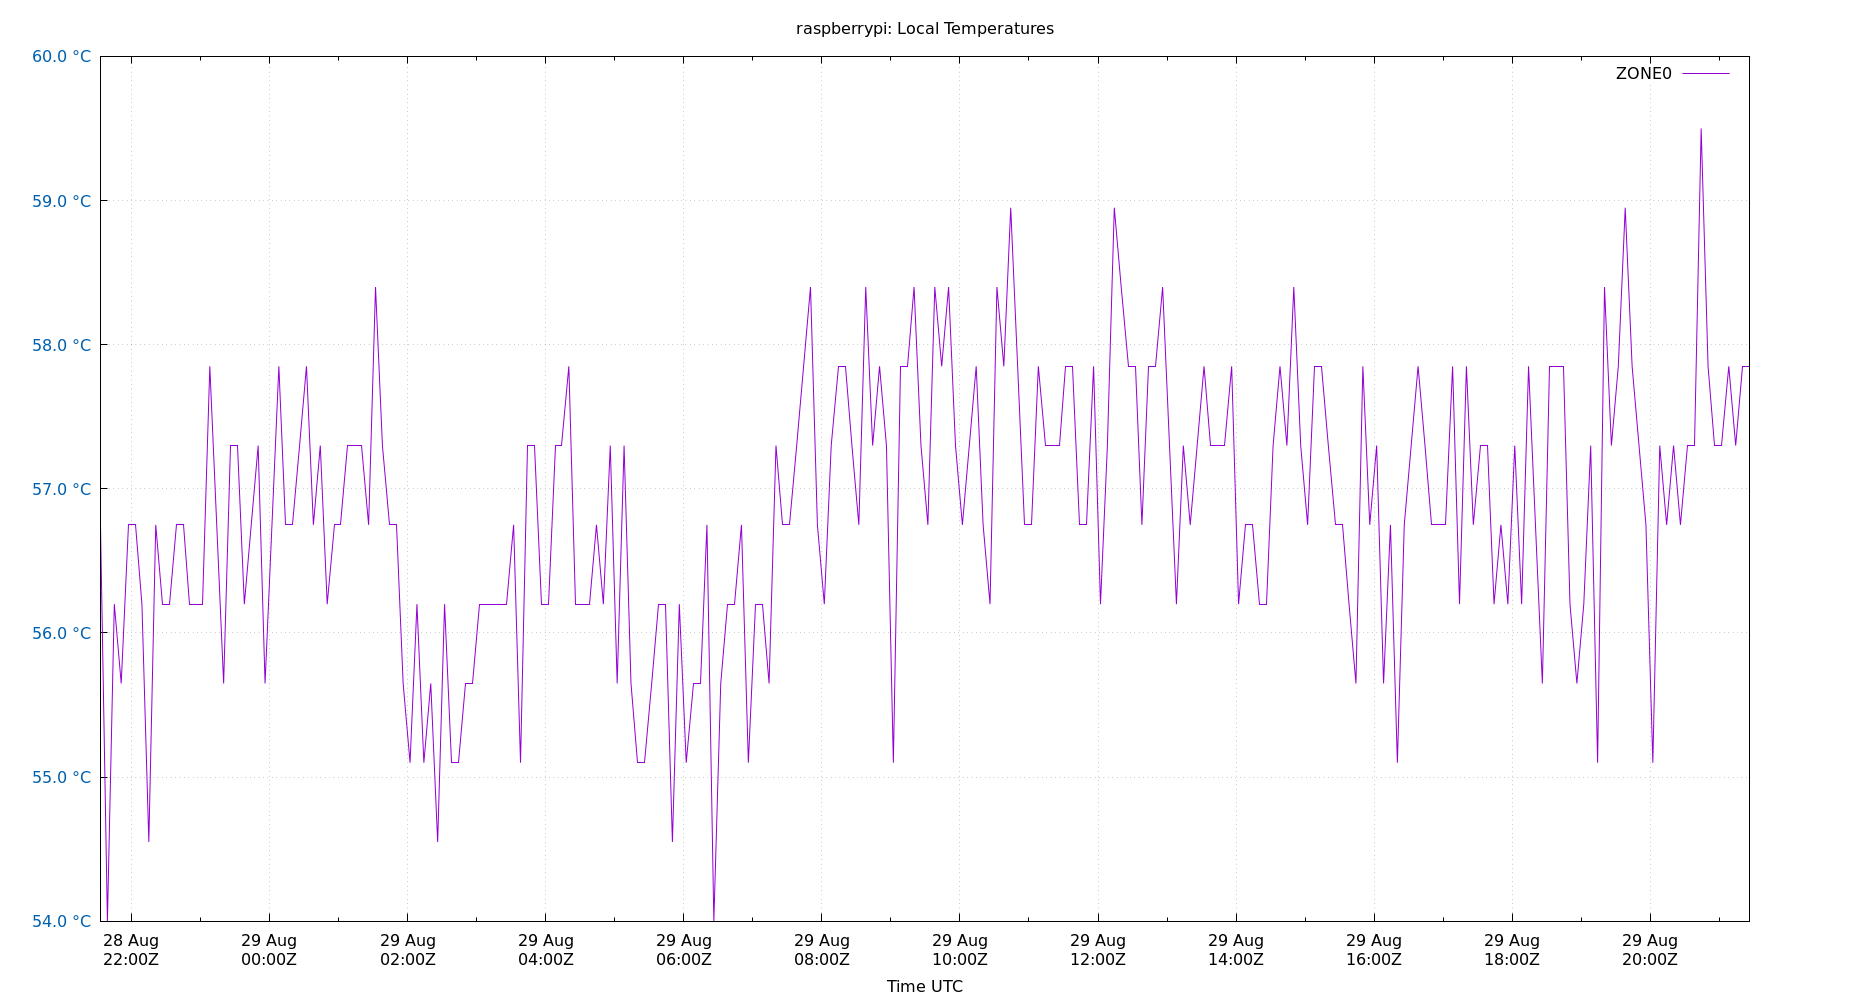 raspberrypi: Local Temperatures
60.0 °C
ZONE0
59.0 °C
58.0 °C
57.0 °C
56.0 °C
55.0 °C
54.0 °C
28 Aug 29 Aug 29 Aug 29 Aug 29 Aug 29 Aug 29 Aug 29 Aug 29 Aug 29 Aug 29 Aug 29 Aug
22:00Z 00:00Z 02:00Z 04:00Z 06:00Z 08:00Z 10:00Z 12:00Z 14:00Z 16:00Z 18:00Z 20:00Z
Time UTC